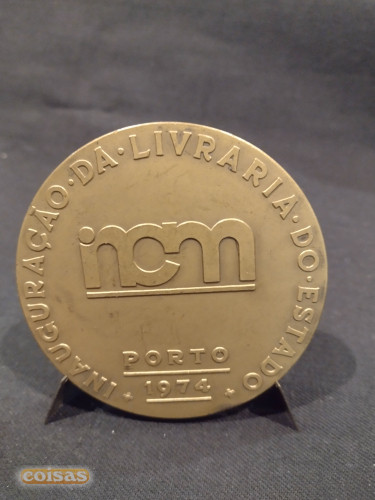 INAUGURAÇÃO·DA·LIVRARIA·DO·ESTADO
incm
PORTO
1974
coisas